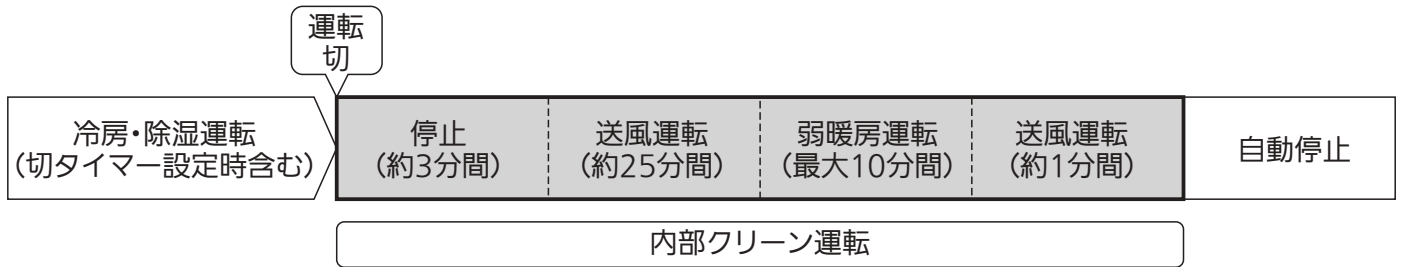 運転
切
冷房・除湿運転
(切タイマー設定時含む)
停止
(約3分間)
送風運転
(約25分間)
弱暖房運転
(最大10分間)
送風運転
(約1分間)
自動停止
内部クリーン運転